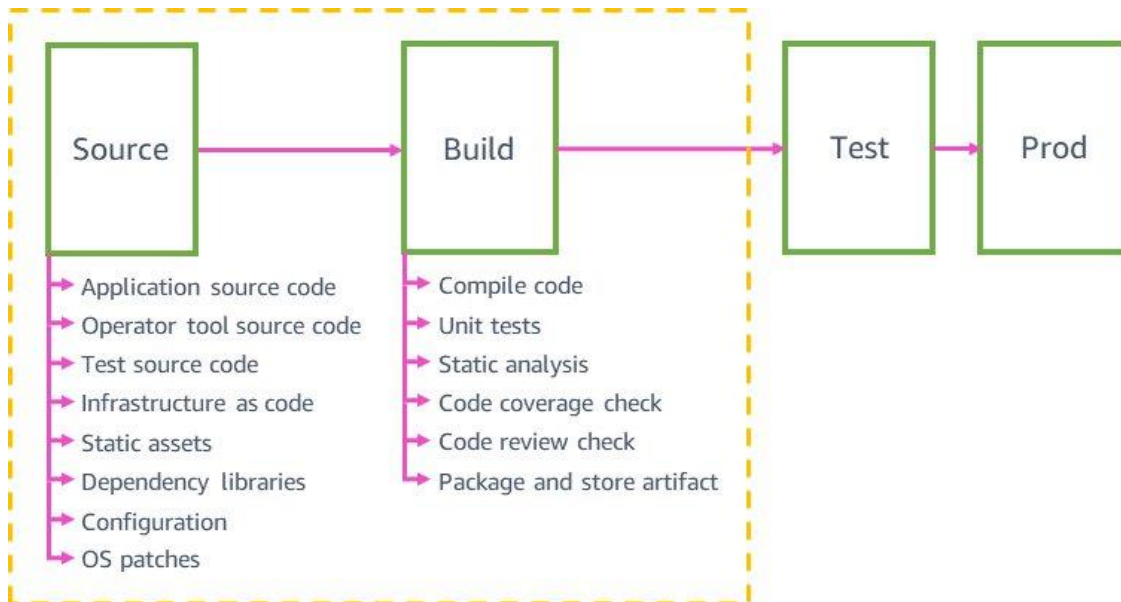 Source
Build
Test
Prod
Application source code
Operator tool source code
Test source code
Infrastructure as code
Static assets
Dependency libraries
Configuration
OS patches
Compile code
Unit tests
Static analysis
Code coverage check
Code review check
Package and store artifact